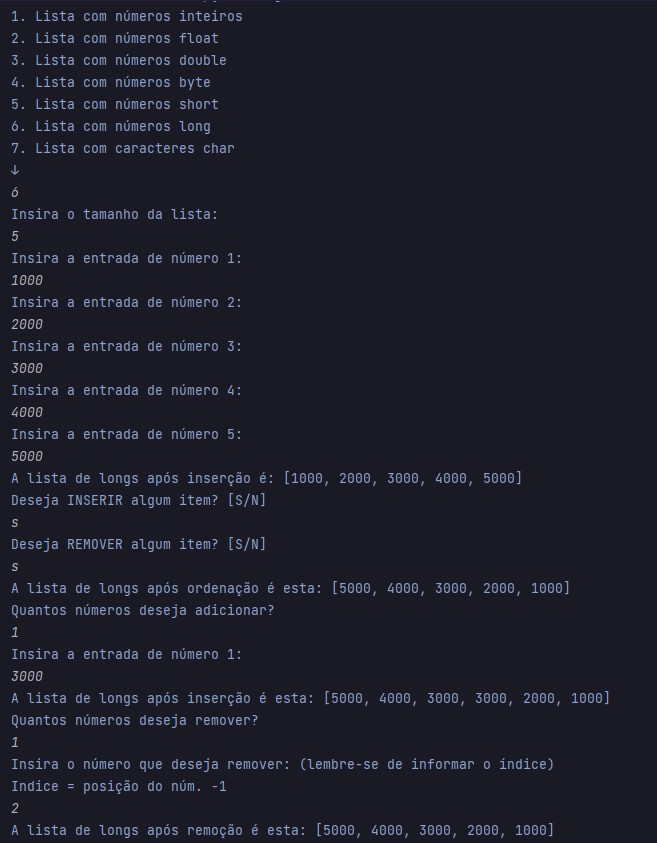 1. Lista com números inteiros
2. Lista com números float
3. Lista com números double
4. Lista com números byte
5. Lista com números short
6. Lista com números long
7. Lista com caracteres char
↓
6
Insira o tamanho da lista:
5
Insira a entrada de número 1:
1000
Insira a entrada de número 2:
2000
Insira a entrada de número 3:
3000
Insira a entrada de número 4:
4000
Insira a entrada de número 5:
5000
A lista de longs após inserção é: [1000, 2000, 3000, 4000, 5000]
Deseja INSERIR algum item? [S/N]
s
Deseja REMOVER algum item? [S/N]
s
A lista de longs após ordenação é esta: [5000, 4000, 3000, 2000, 1000]
Quantos números deseja adicionar?
1
Insira a entrada de número 1:
3000
A lista de longs após inserção é esta: [5000, 4000, 3000, 3000, 2000, 1000]
Quantos números deseja remover?
1
Insira o número que deseja remover: (lembre-se de informar o indice)
Indice = posição do núm. -1
2
A lista de longs após remoção é esta: [5000, 4000, 3000, 2000, 1000]